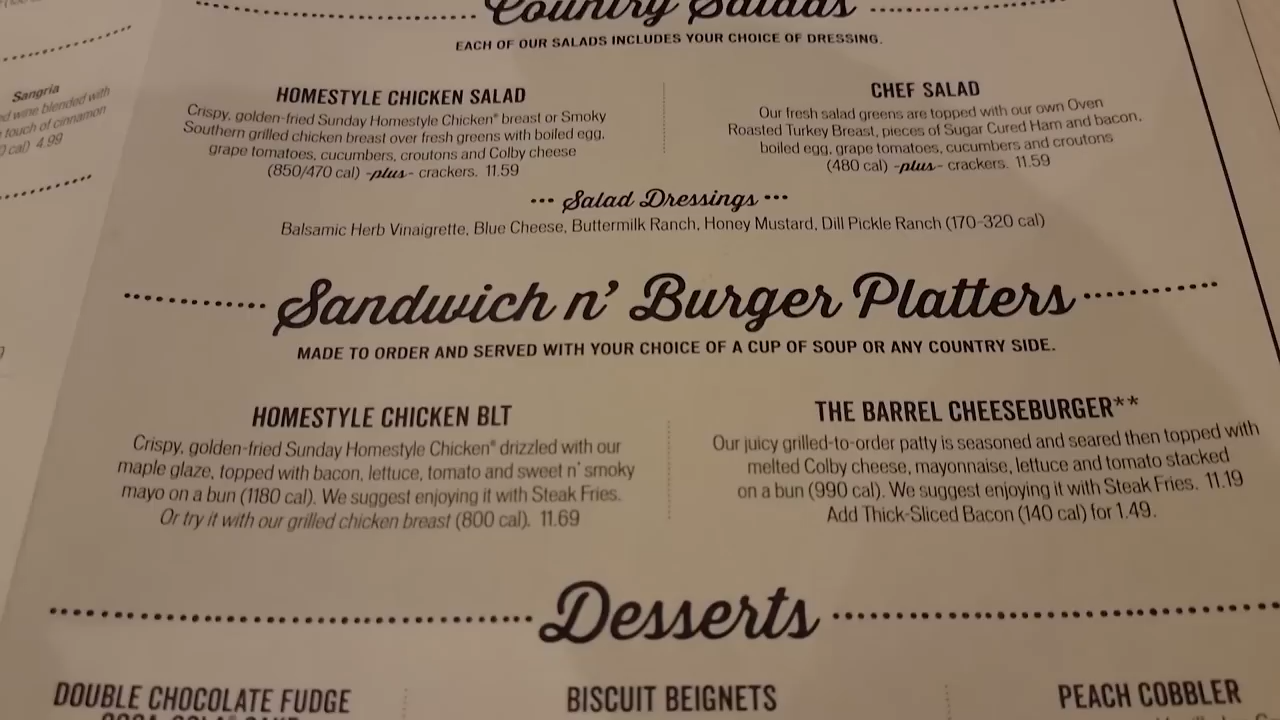 Country Salads
EACH OF OUR SALADS INCLUDES YOUR CHOICE OF DRESSING.
Sangria
wine blended with
touch of cinnamon
cal) 4.99
HOMESTYLE CHICKEN SALAD
Crispy, golden-fried Sunday Homestyle Chicken® breast or Smoky
Southern grilled chicken breast over fresh greens with boiled egg,
grape tomatoes, cucumbers, croutons and Colby cheese
(850/470 cal) -plus- crackers. 11.59
CHEF SALAD
Our fresh salad greens are topped with our own Oven
Roasted Turkey Breast, pieces of Sugar Cured Ham and bacon,
boiled egg, grape tomatoes, cucumbers and croutons
(480 cal) -plus- crackers. 11.59
Salad Dressings
Balsamic Herb Vinaigrette, Blue Cheese, Buttermilk Ranch, Honey Mustard, Dill Pickle Ranch (170-320 cal)
Sandwich n' Burger Platters
MADE TO ORDER AND SERVED WITH YOUR CHOICE OF A CUP OF SOUP OR ANY COUNTRY SIDE.
HOMESTYLE CHICKEN BLT
Crispy, golden-fried Sunday Homestyle Chicken® drizzled with our
maple glaze, topped with bacon, lettuce, tomato and sweet n' smoky
mayo on a bun (1180 cal). We suggest enjoying it with Steak Fries.
Or try it with our grilled chicken breast (800 cal). 11.69
THE BARREL CHEESEBURGER**
Our juicy grilled-to-order patty is seasoned and seared then topped with
melted Colby cheese, mayonnaise, lettuce and tomato stacked
on a bun (990 cal). We suggest enjoying it with Steak Fries. 11.19
Add Thick-Sliced Bacon (140 cal) for 1.49.
Desserts
DOUBLE CHOCOLATE FUDGE
BISCUIT BEIGNETS
PEACH COBBLER